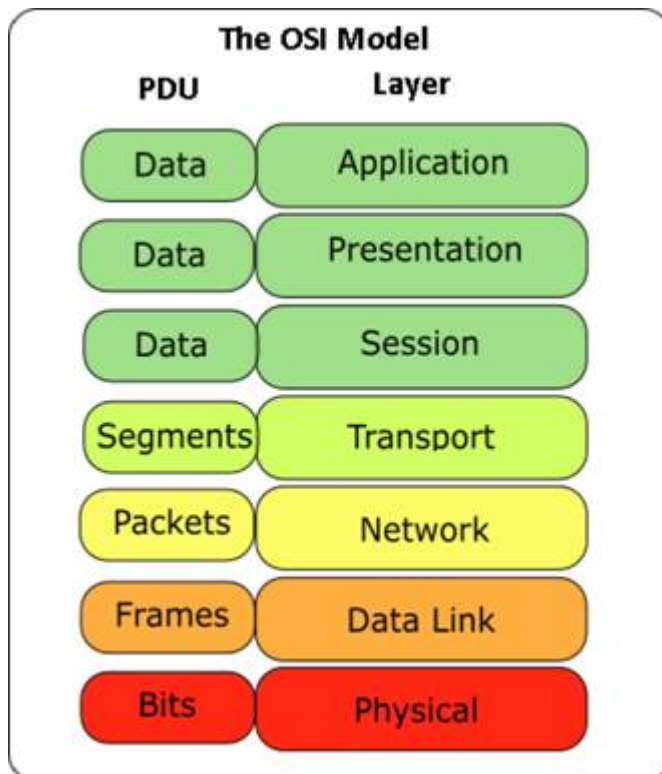 The OSI Model
PDU Layer
Data Application
Data Presentation
Data Session
Segments Transport
Packets Network
Frames Data Link
Bits Physical